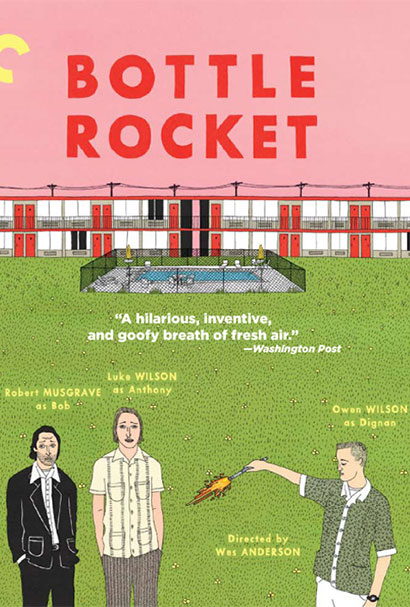 BOTTLE
ROCKET
“A hilarious, inventive,
and goofy breath of fresh air.”
—Washington Post
Luke WILSON
as Anthony
Robert MUSGRAVE
as Bob
Owen WILSON
as Dignan
Directed by
Wes ANDERSON